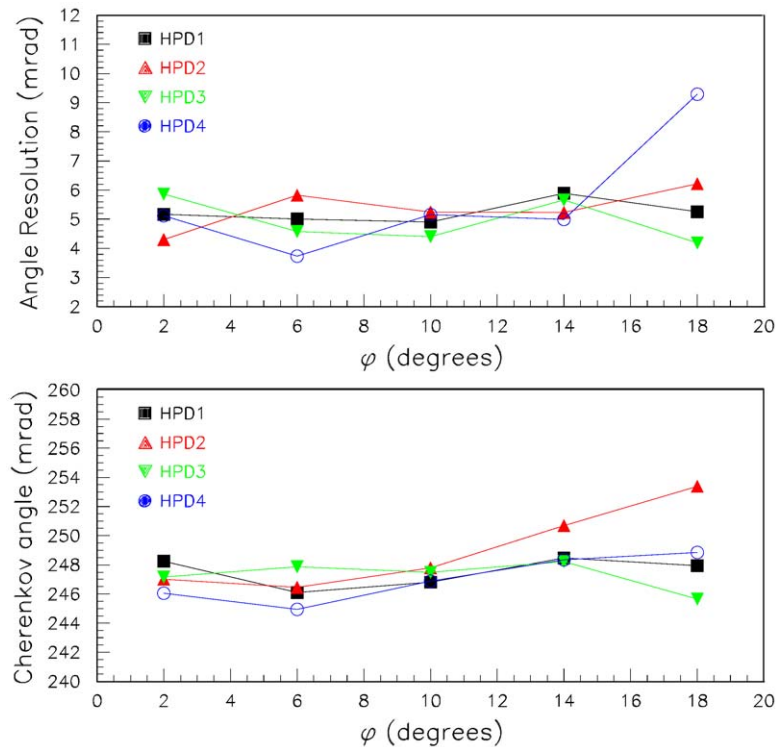 Angle Resolution (mrad)
12
11
10
9
8
7
6
5
4
3
2
HPD1
HPD2
HPD3
HPD4
0 2 4 6 8 10 12 14 16 18 20
φ (degrees)
Cherenkov angle (mrad)
260
258
256
254
252
250
248
246
244
242
240
HPD1
HPD2
HPD3
HPD4
0 2 4 6 8 10 12 14 16 18 20
φ (degrees)